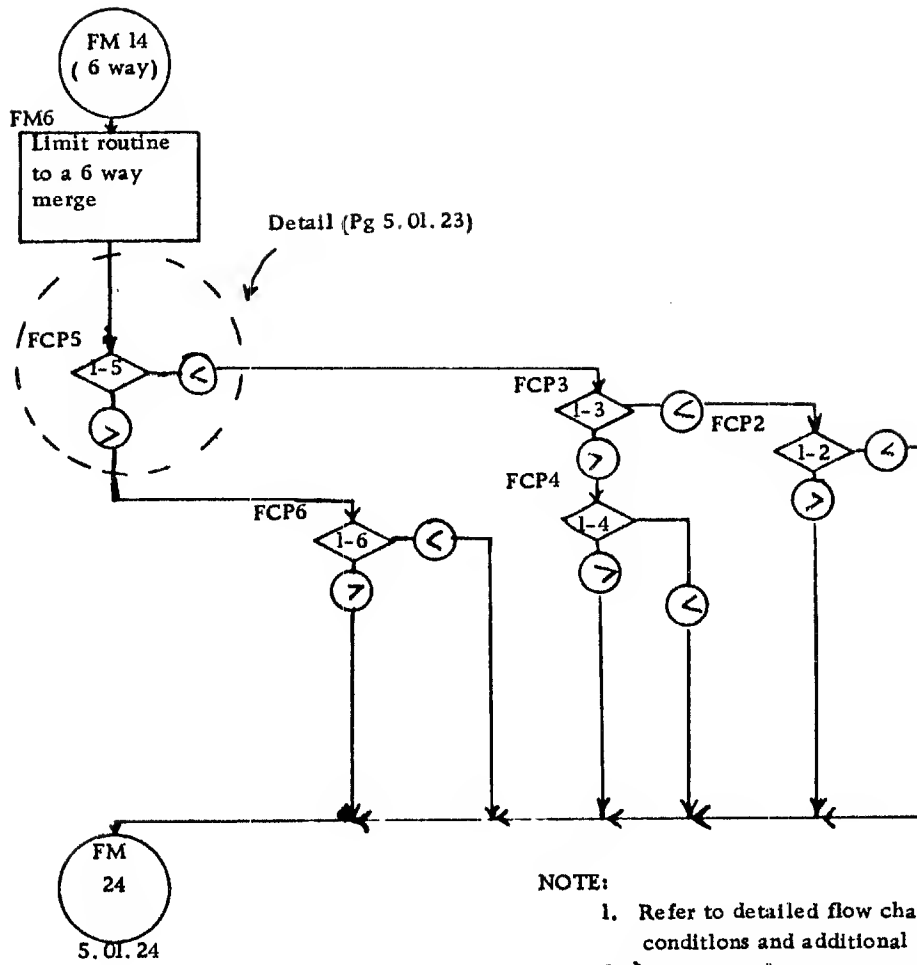 FM 14
( 6 way)
FM6
Limit routine
to a 6 way
merge
Detail (Pg 5.01.23)
FCP5
1-5
<
>
FCP3
1-3
<
>
FCP2
1-2
<
>
FCP4
1-4
>
<
FCP6
1-6
<
>
FM
24
5.01.24
NOTE:
1. Refer to detailed flow cha
conditions and additional